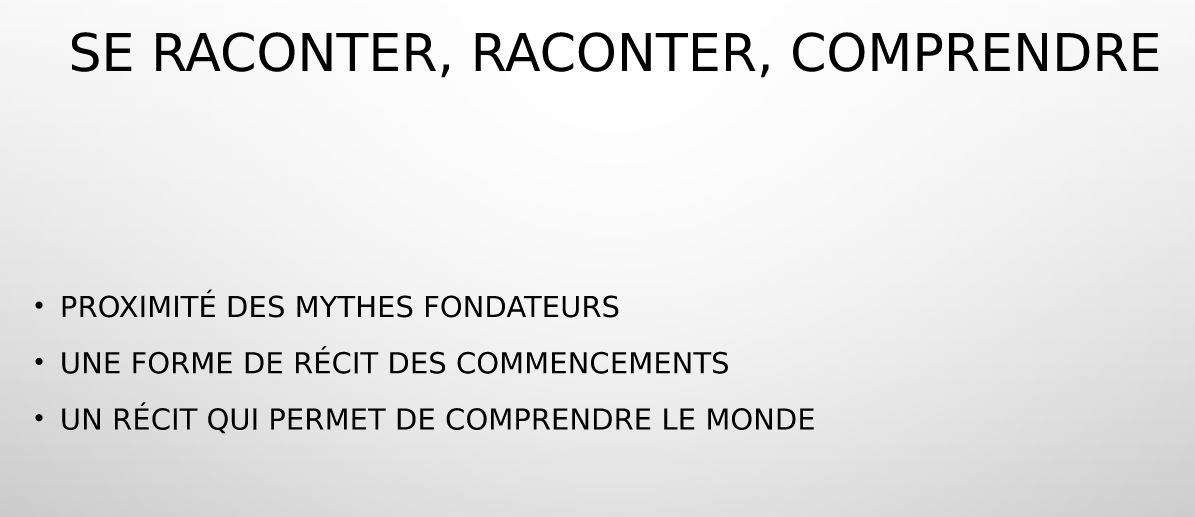 SE RACONTER, RACONTER, COMPRENDRE
• PROXIMITÉ DES MYTHES FONDATEURS
• UNE FORME DE RÉCIT DES COMMENCEMENTS
• UN RÉCIT QUI PERMET DE COMPRENDRE LE MONDE